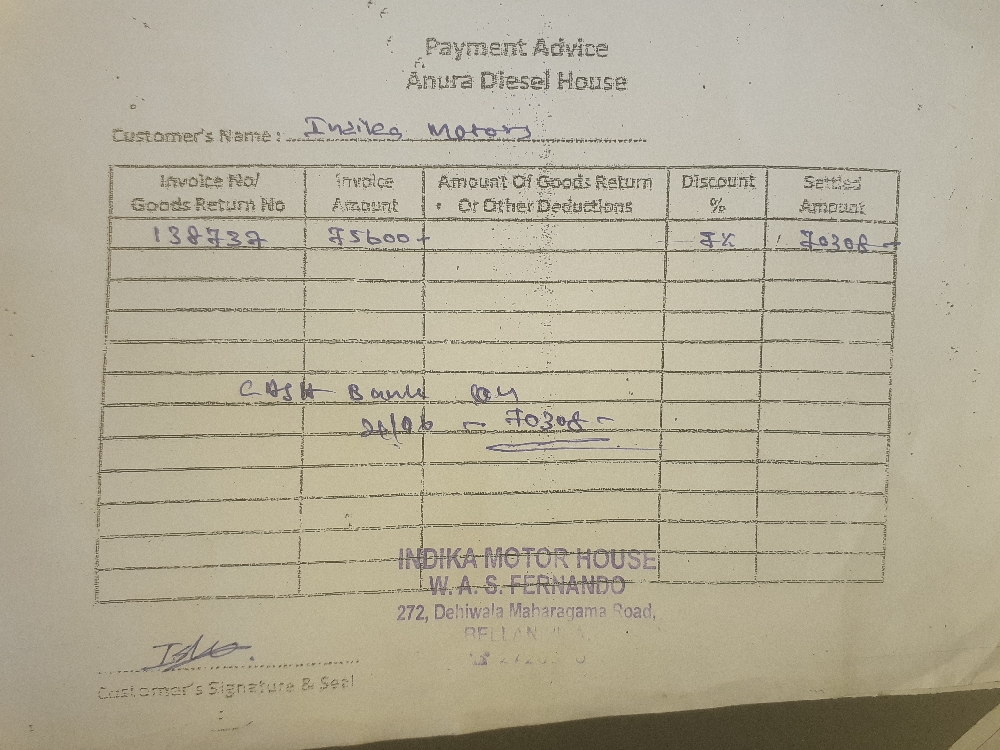 Payment Advice
Anura Diesel House
Customer's Name : Indika Motors
Invoice No/ Goods Return No
Invoice Amount
Amount Of Goods Return Or Other Deductions
Discount %
Settled Amount
138737 75600 7% 70308
CASH Bank
24/06 - 70308 -
INDIKA MOTOR HOUSE
W. A. S. FERNANDO
272, Dehiwala Maharagama Road,
Customer's Signature & Seal